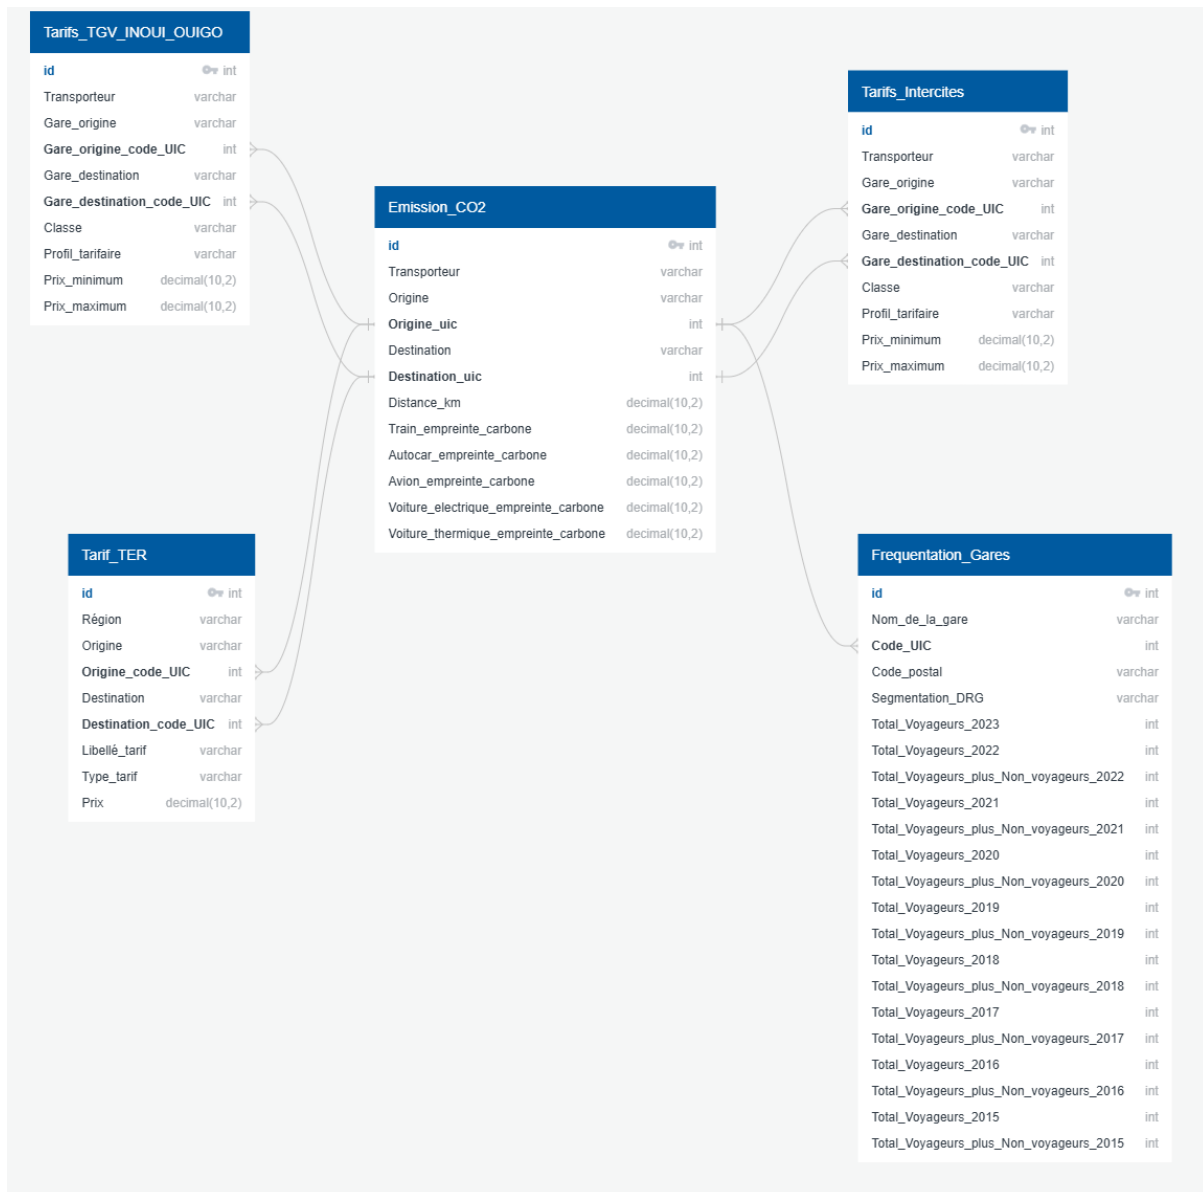 Tarifs_TGV_INOUI_OUIGO
id int
Transporteur varchar
Gare_origine varchar
Gare_origine_code_UIC int
Gare_destination varchar
Gare_destination_code_UIC int
Classe varchar
Profil_tarifaire varchar
Prix_minimum decimal(10,2)
Prix_maximum decimal(10,2)
Emission_CO2
id int
Transporteur varchar
Origine varchar
Origine_uic int
Destination varchar
Destination_uic int
Distance_km decimal(10,2)
Train_empreinte_carbone decimal(10,2)
Autocar_empreinte_carbone decimal(10,2)
Avion_empreinte_carbone decimal(10,2)
Voiture_electrique_empreinte_carbone decimal(10,2)
Voiture_thermique_empreinte_carbone decimal(10,2)
Tarifs_Intercites
id int
Transporteur varchar
Gare_origine varchar
Gare_origine_code_UIC int
Gare_destination varchar
Gare_destination_code_UIC int
Classe varchar
Profil_tarifaire varchar
Prix_minimum decimal(10,2)
Prix_maximum decimal(10,2)
Tarif_TER
id int
Région varchar
Origine varchar
Origine_code_UIC int
Destination varchar
Destination_code_UIC int
Libellé_tarif varchar
Type_tarif varchar
Prix decimal(10,2)
Frequentation_Gares
id int
Nom_de_la_gare varchar
Code_UIC int
Code_postal varchar
Segmentation_DRG varchar
Total_Voyageurs_2023 int
Total_Voyageurs_2022 int
Total_Voyageurs_plus_Non_voyageurs_2022 int
Total_Voyageurs_2021 int
Total_Voyageurs_plus_Non_voyageurs_2021 int
Total_Voyageurs_2020 int
Total_Voyageurs_plus_Non_voyageurs_2020 int
Total_Voyageurs_2019 int
Total_Voyageurs_plus_Non_voyageurs_2019 int
Total_Voyageurs_2018 int
Total_Voyageurs_plus_Non_voyageurs_2018 int
Total_Voyageurs_2017 int
Total_Voyageurs_plus_Non_voyageurs_2017 int
Total_Voyageurs_2016 int
Total_Voyageurs_plus_Non_voyageurs_2016 int
Total_Voyageurs_2015 int
Total_Voyageurs_plus_Non_voyageurs_2015 int